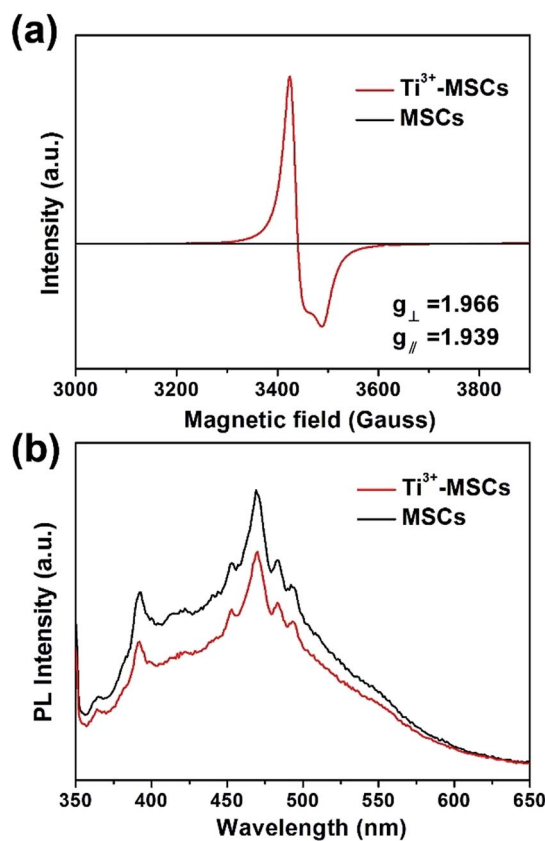 (a)
Ti³⁺-MSCs
MSCs
Intensity (a.u.)
g⊥ =1.966
g∥ =1.939
3000 3200 3400 3600 3800
Magnetic field (Gauss)
(b)
Ti³⁺-MSCs
MSCs
PL Intensity (a.u.)
350 400 450 500 550 600 650
Wavelength (nm)